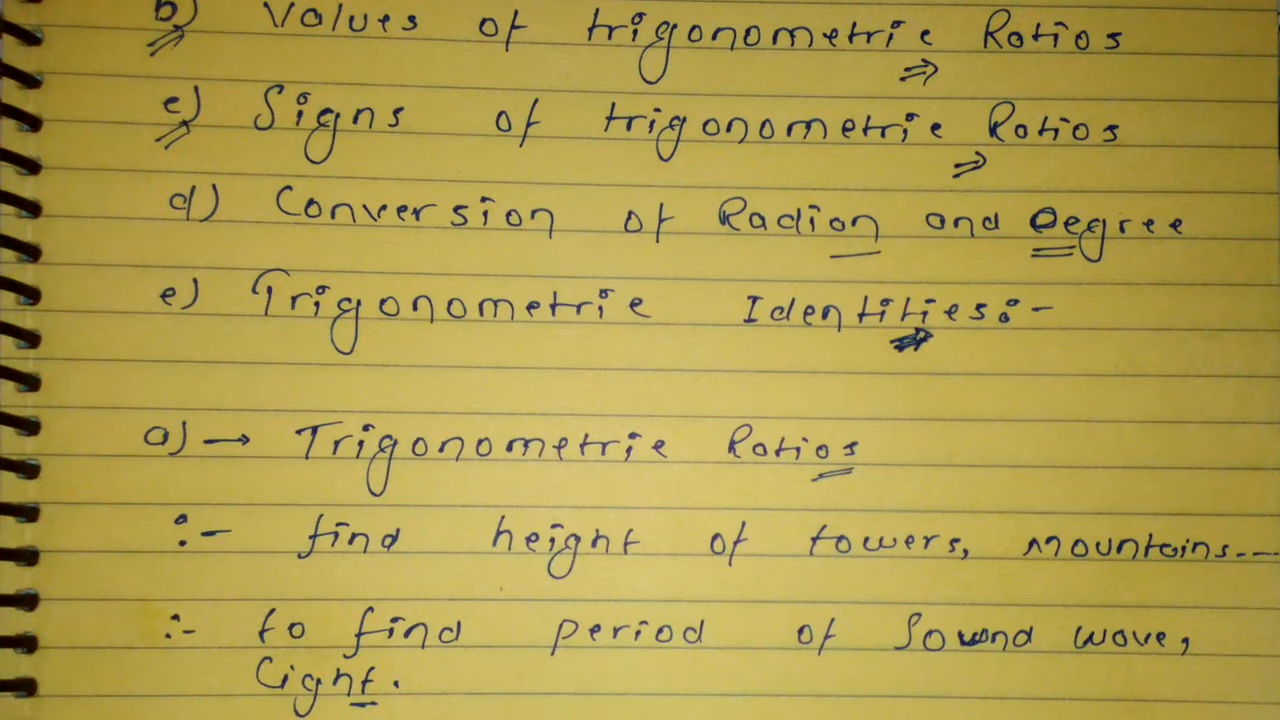 b) Values of trigonometric Ratios
c) Signs of trigonometric Ratios
d) Conversion of Radian and Degree
e) Trigonometric Identities:-
a) → Trigonometric Ratios
:- find height of towers, mountains--
:- to find period of Sound wave,
Light.